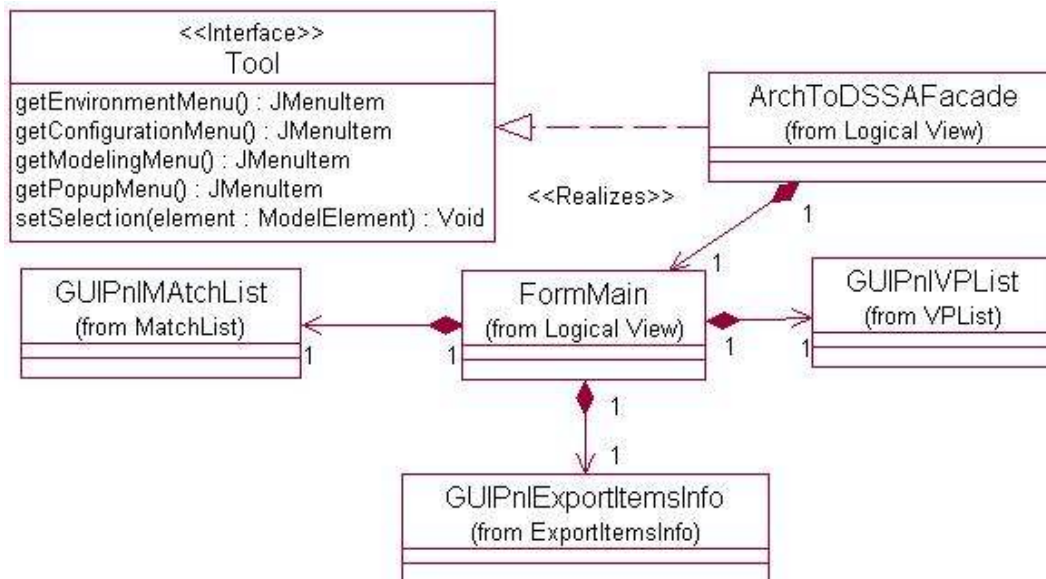 <<Interface>>
Tool
getEnvironmentMenu() : JMenuItem
getConfigurationMenu() : JMenuItem
getModelingMenu() : JMenuItem
getPopupMenu() : JMenuItem
setSelection(element : ModelElement) : Void
ArchToDSSAFacade
(from Logical View)
<<Realizes>>
1
1
GUIPnlMAtchList
(from MatchList)
1
1
FormMain
(from Logical View)
1
1
GUIPnlVPList
(from VPList)
1
1
GUIPnlExportItemsInfo
(from ExportItemsInfo)